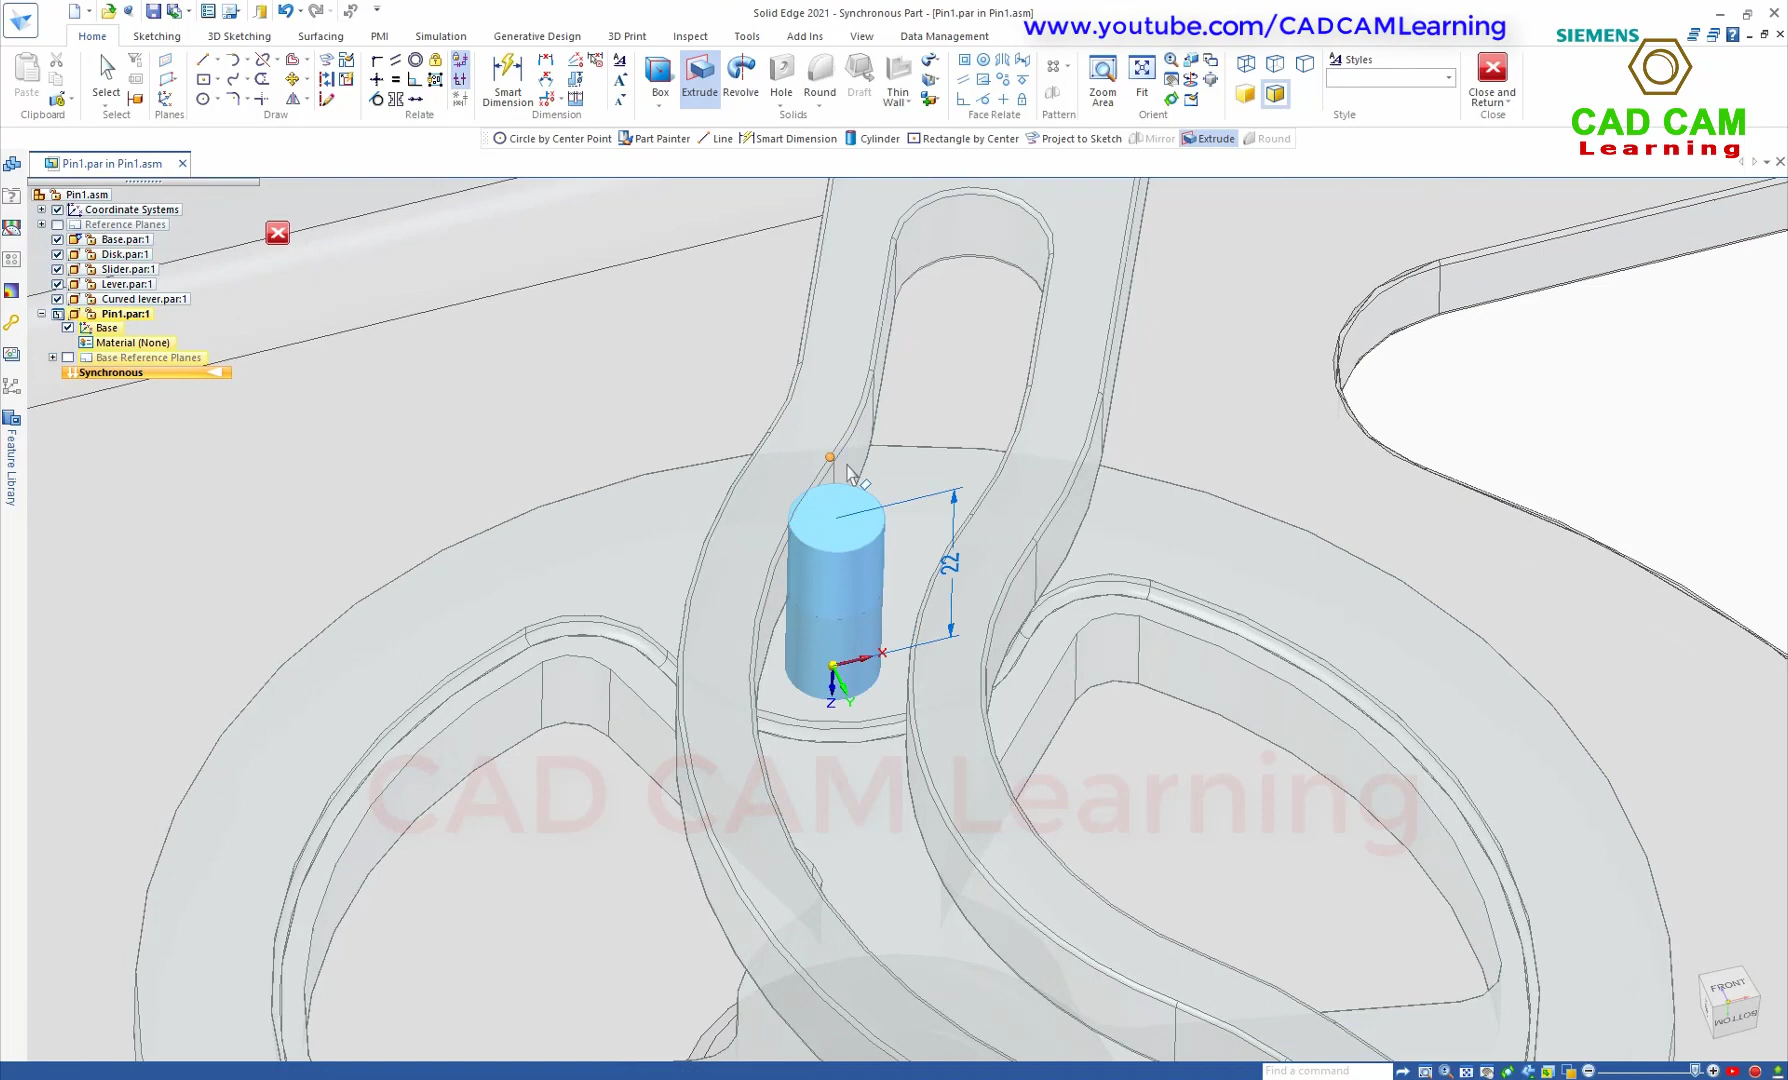 Solid Edge 2021 - Synchronous Part - [Pin1.par in Pin1.asm]
www.youtube.com/CADCAMLearning
SIEMENS
CAD CAM
Learning
Home
Sketching
3D Sketching
Surfacing
PMI
Simulation
Generative Design
3D Print
Inspect
Tools
Add Ins
View
Data Management
Paste
Clipboard
Select
Select
Planes
Draw
Relate
Smart
Dimension
Dimension
Box
Extrude
Revolve
Hole
Round
Draft
Thin
Wall
Solids
Face Relate
Pattern
Zoom
Area
Fit
Orient
Styles
Style
Close and
Return
Close
Circle by Center Point
Part Painter
Line
Smart Dimension
Cylinder
Rectangle by Center
Project to Sketch
Mirror
Extrude
Round
Pin1.par in Pin1.asm
Pin1.asm
Coordinate Systems
Reference Planes
Base.par:1
Disk.par:1
Slider.par:1
Lever.par:1
Curved lever.par:1
Pin1.par:1
Base
Material (None)
Base Reference Planes
Synchronous
Feature Library
22
X
Y
Z
CAD CAM Learning
FRONT
BOTTOM
Find a command